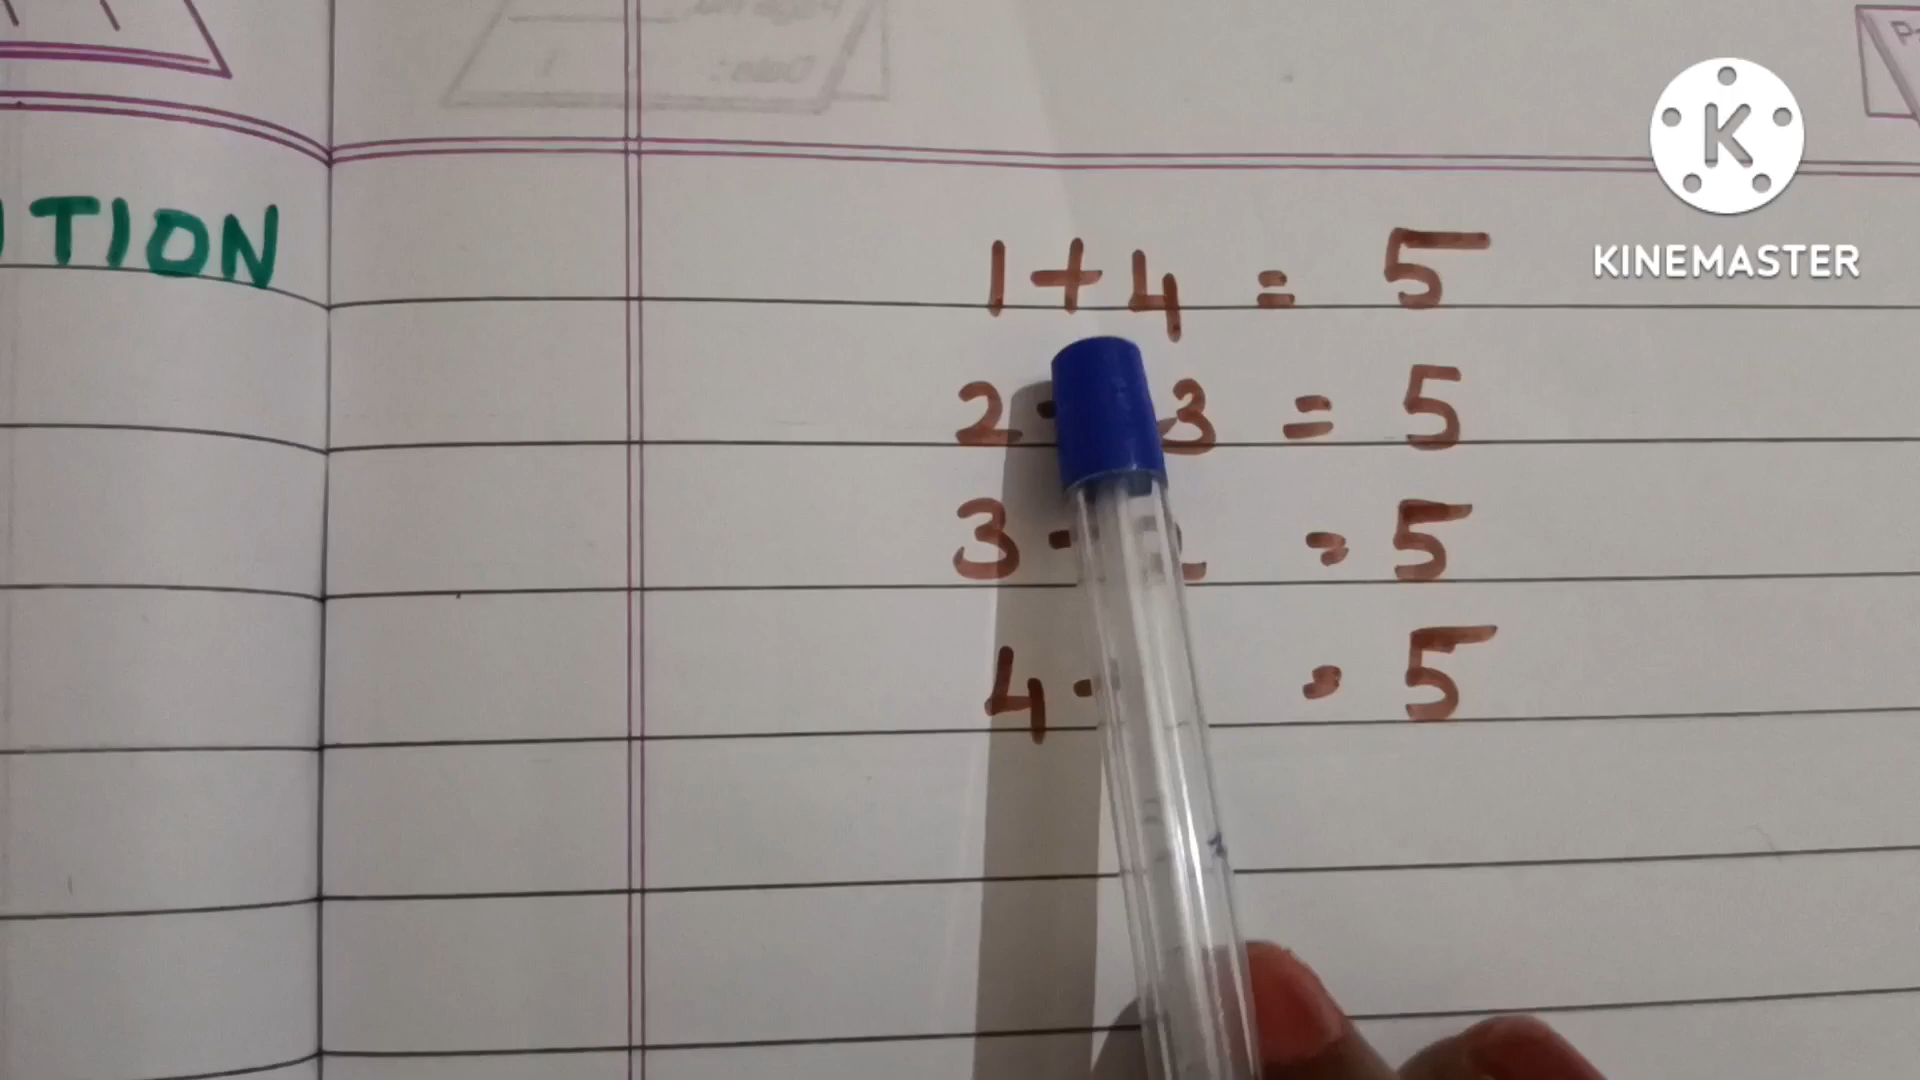 TION
1 + 4 = 5
2 3 = 5
3 = 5
4 = 5
KINEMASTER